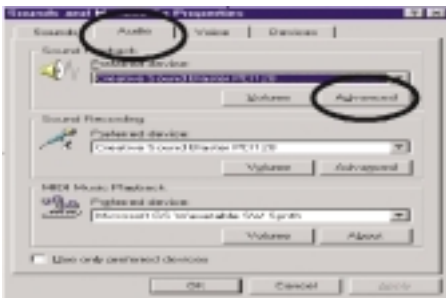 Sounds and Multimedia Properties
Sounds Audio Voice Devices
Sound Playback
Preferred device:
Creative Sound Blaster PCI128
Volume Advanced
Sound Recording
Preferred device:
Creative Sound Blaster PCI128
Volume Advanced
MIDI Music Playback
Preferred device:
Microsoft GS Wavetable SW Synth
Volume About
Use only preferred devices
OK Cancel Apply